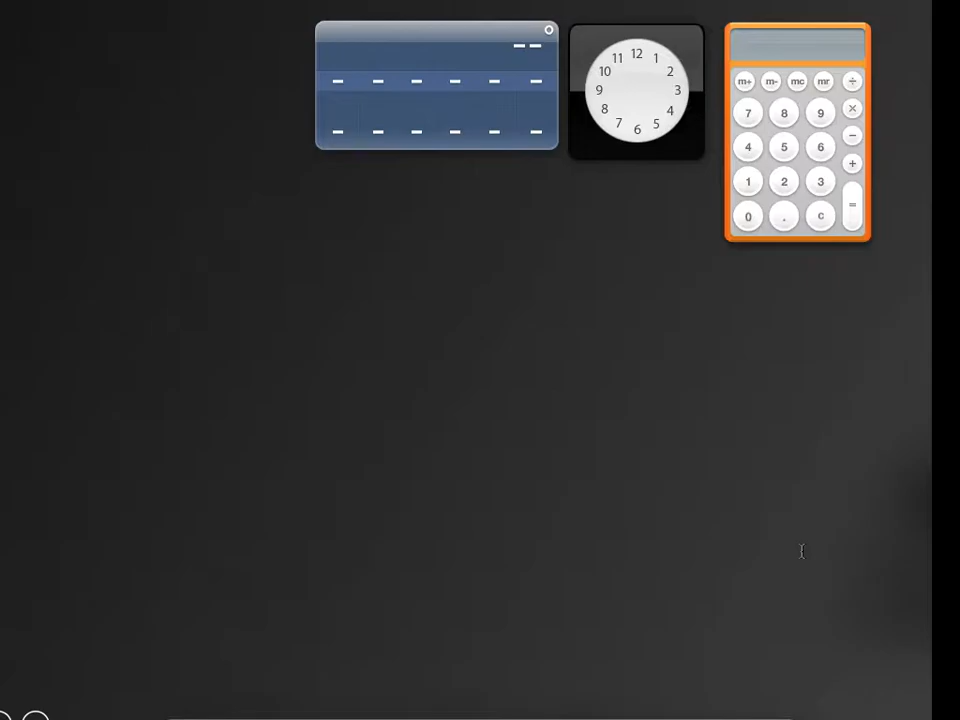 — —
— — — — — —
— — — — — —
11 12 1
10 2
9 3
8 4
7 6 5
m+ m- mc mr ÷
7 8 9 ×
4 5 6 −
1 2 3 +
0 . c =